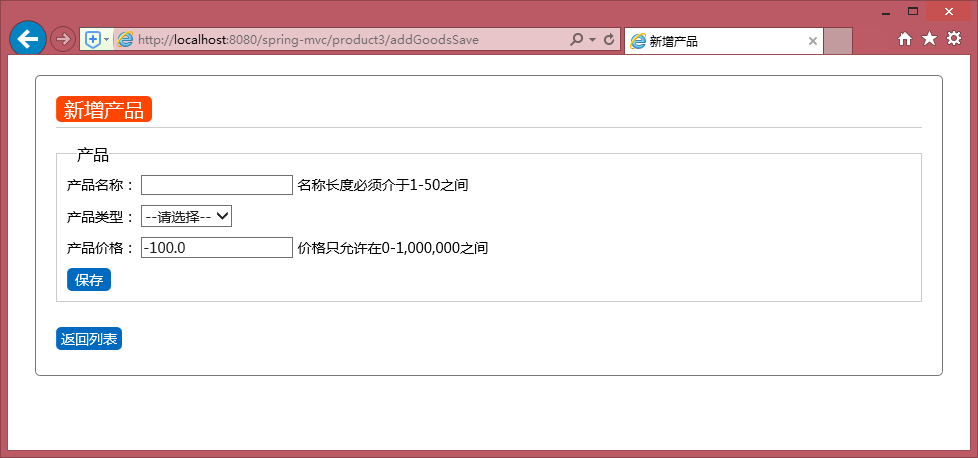 http://localhost:8080/spring-mvc/product3/addGoodsSave
新增产品
新增产品
产品
产品名称： 名称长度必须介于1-50之间
产品类型： --请选择--
产品价格： -100.0 价格只允许在0-1,000,000之间
保存
返回列表